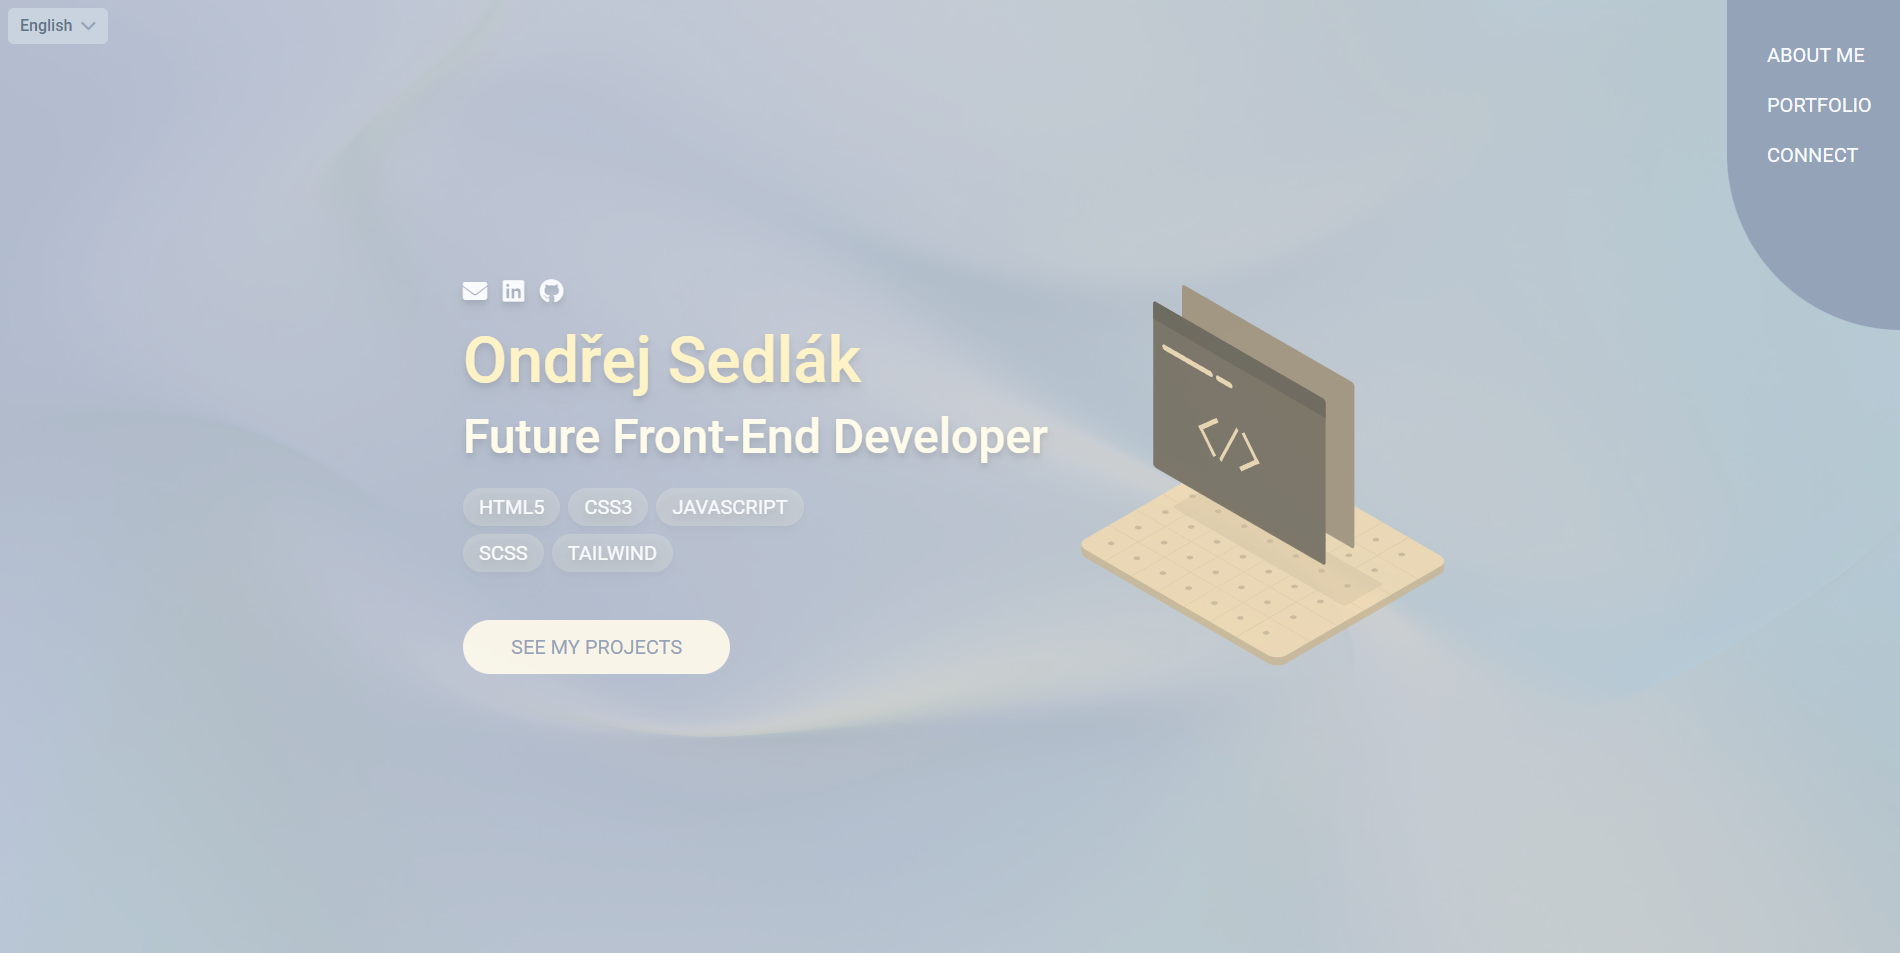 English
ABOUT ME
PORTFOLIO
CONNECT
Ondřej Sedlák
Future Front-End Developer
HTML5 CSS3 JAVASCRIPT
SCSS TAILWIND
SEE MY PROJECTS